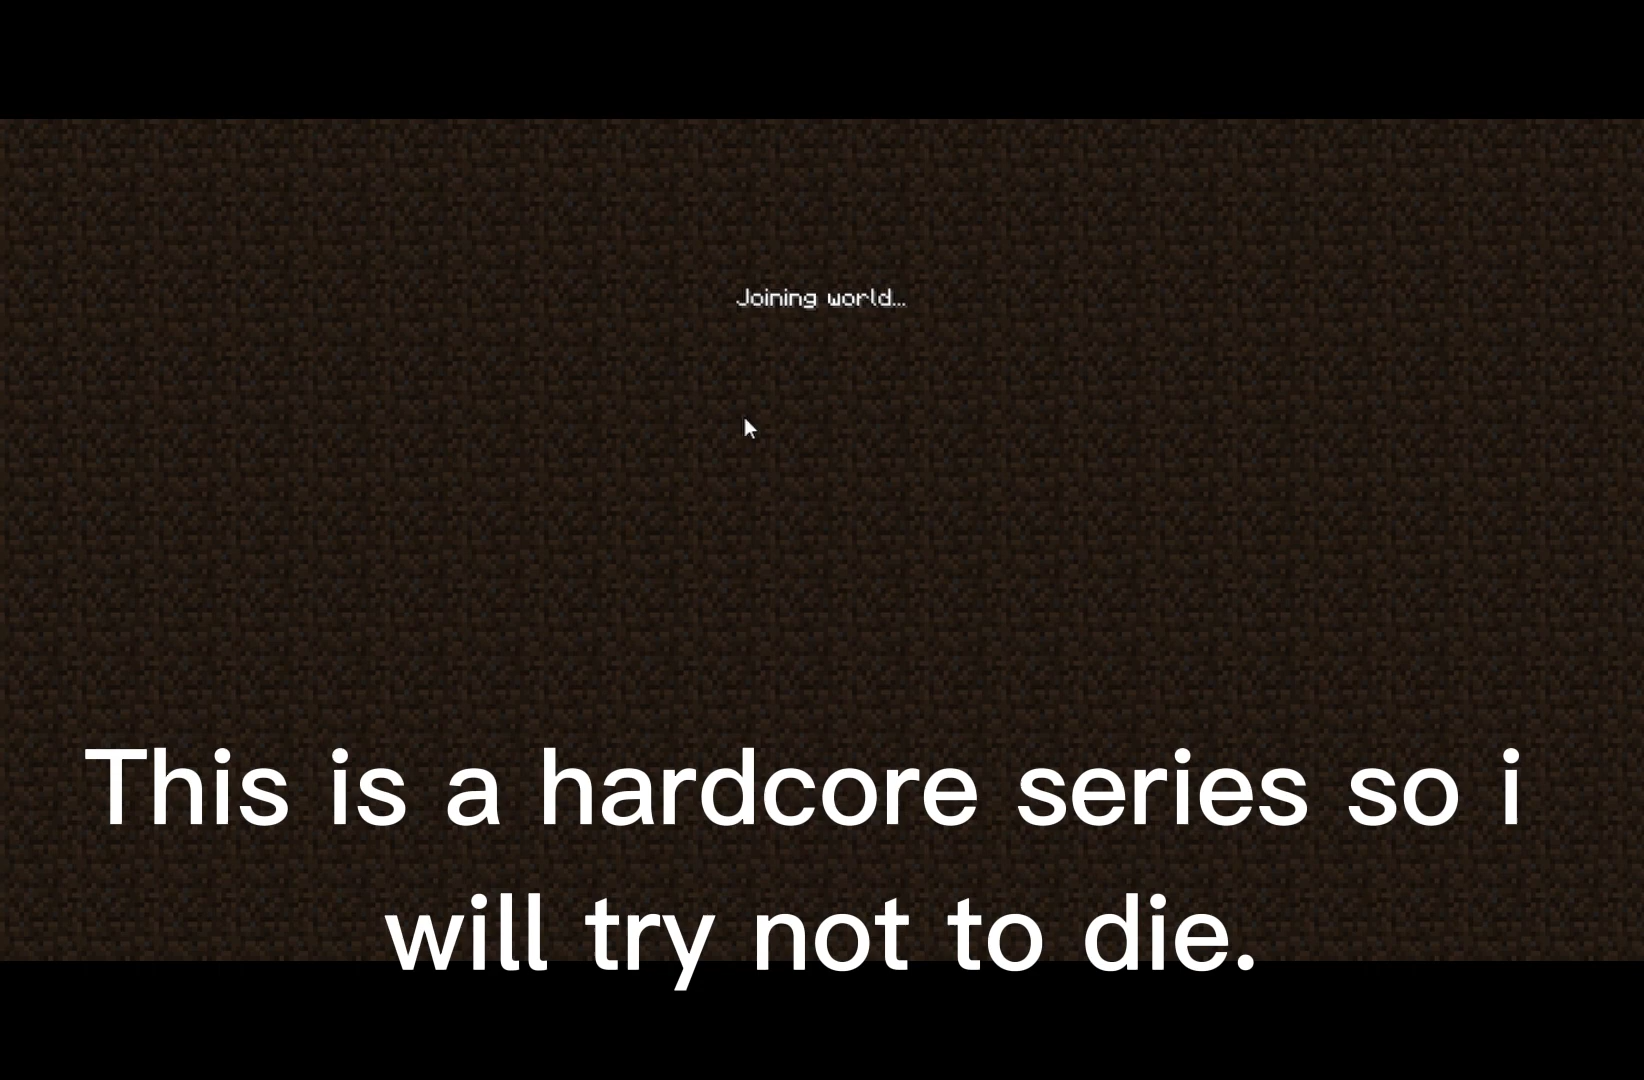 Joining world...
This is a hardcore series so i
will try not to die.